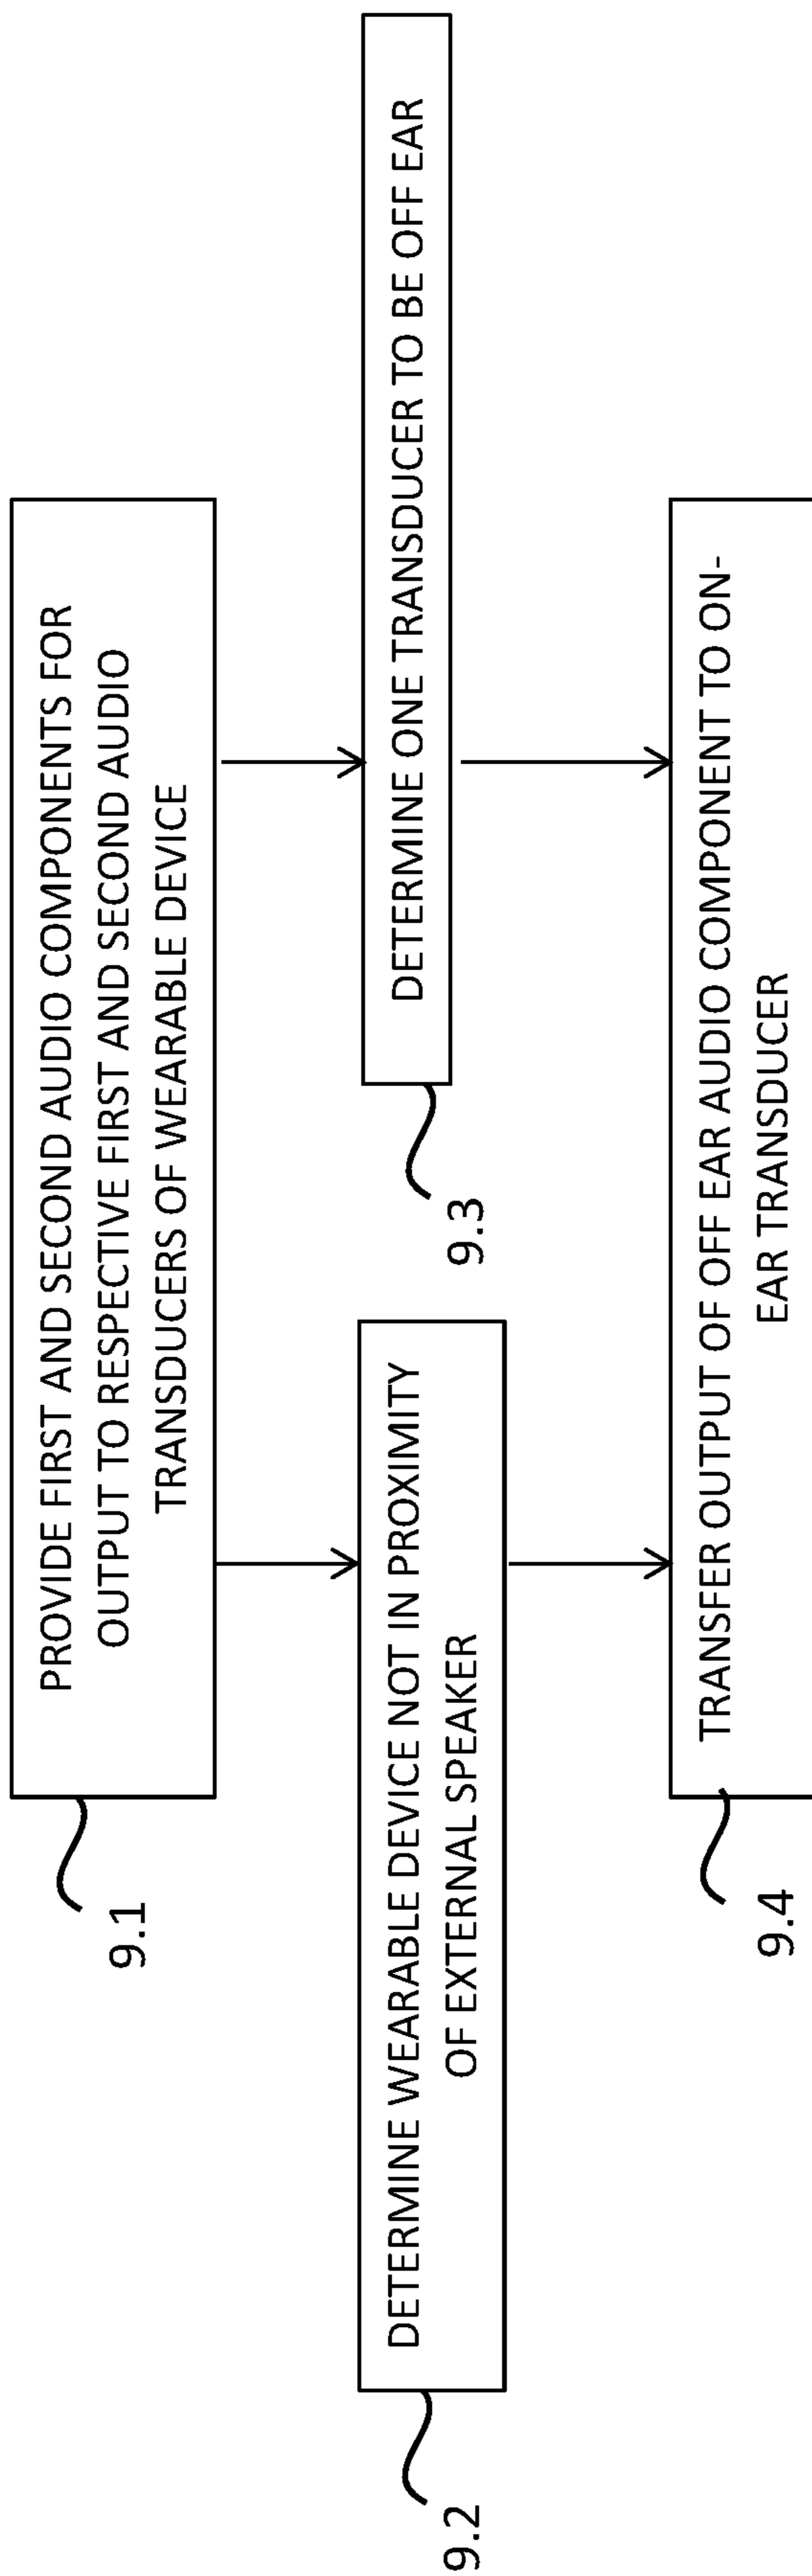 9.1
PROVIDE FIRST AND SECOND AUDIO COMPONENTS FOR
OUTPUT TO RESPECTIVE FIRST AND SECOND AUDIO
TRANSDUCERS OF WEARABLE DEVICE
9.2
DETERMINE WEARABLE DEVICE NOT IN PROXIMITY
OF EXTERNAL SPEAKER
9.3
DETERMINE ONE TRANSDUCER TO BE OFF EAR
9.4
TRANSFER OUTPUT OF OFF EAR AUDIO COMPONENT TO ON-
EAR TRANSDUCER